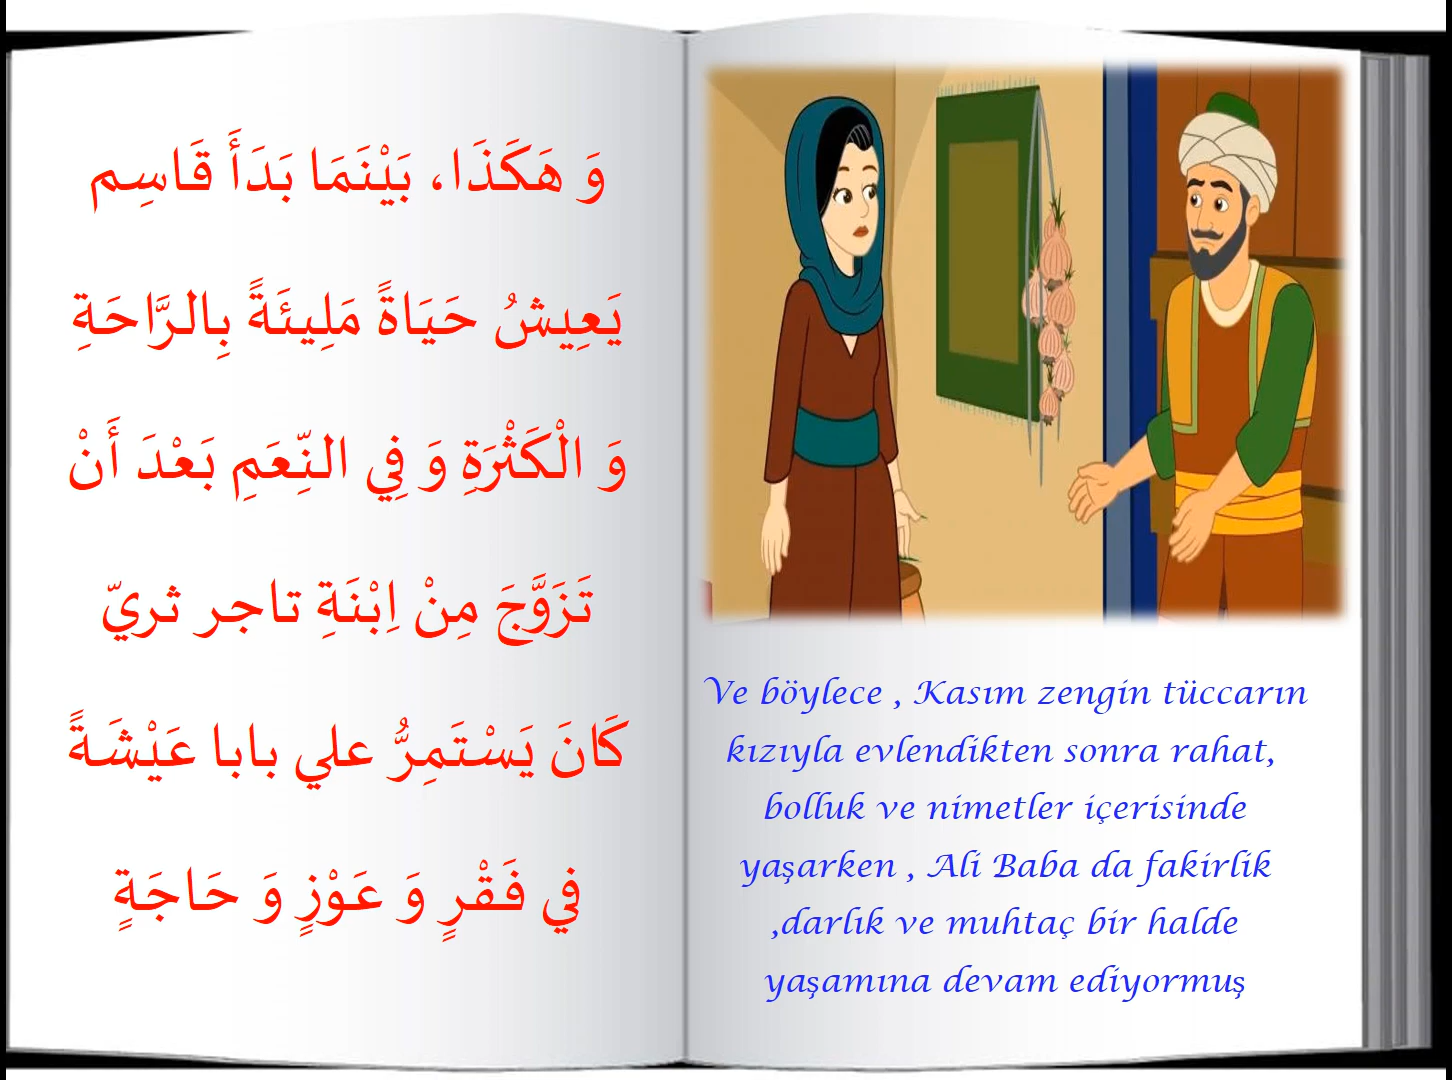 وَ هَكَذَا، بَيْنَمَا بَدَأَ قَاسِم
يَعِيشُ حَيَاةً مَلِيئَةً بِالرَّاحَةِ
وَ الْكَثْرَةِ وَ فِي النِّعَمِ بَعْدَ أَنْ
تَزَوَّجَ مِنْ اِبْنَةِ تاجر ثريّ
كَانَ يَسْتَمِرُّ علي بابا عَيْشَةً
في فَقْرٍ وَ عَوْزٍ وَ حَاجَةٍ
Ve böylece , Kasım zengin tüccarın
kızıyla evlendikten sonra rahat,
bolluk ve nimetler içerisinde
yaşarken , Ali Baba da fakirlik
,darlık ve muhtaç bir halde
yaşamına devam ediyormuş